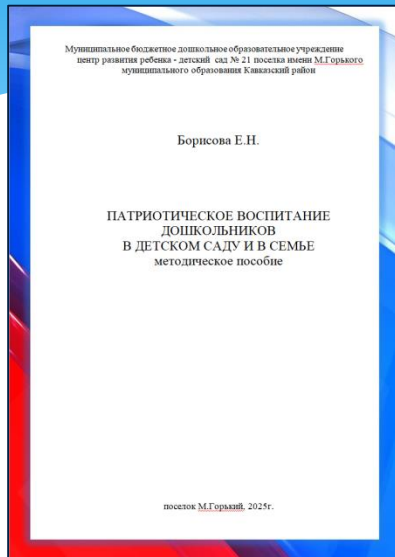 Муниципальное бюджетное дошкольное образовательное учреждение
центр развития ребенка - детский сад № 21 поселка имени М.Горького
муниципального образования Кавказский район
Борисова Е.Н.
ПАТРИОТИЧЕСКОЕ ВОСПИТАНИЕ
ДОШКОЛЬНИКОВ
В ДЕТСКОМ САДУ И В СЕМЬЕ
методическое пособие
поселок М.Горький, 2025г.